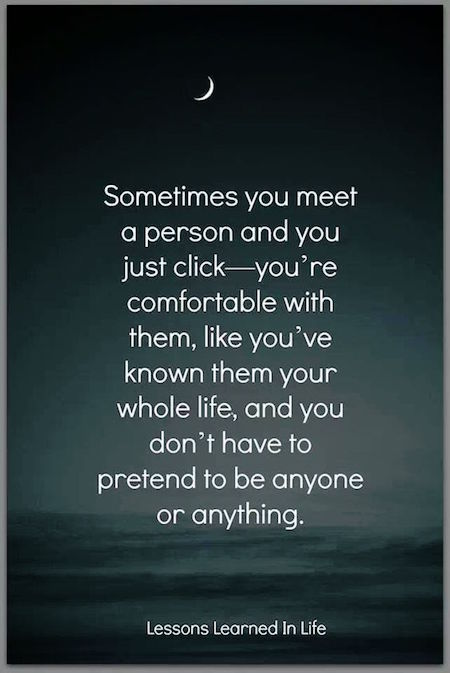 Sometimes you meet
a person and you
just click—you’re
comfortable with
them, like you’ve
known them your
whole life, and you
don’t have to
pretend to be anyone
or anything.
Lessons Learned In Life